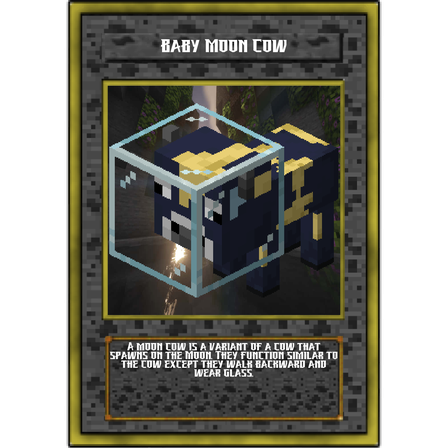 BABY MOON COW
A MOON COW IS A VARIANT OF A COW THAT
SPAWNS ON THE MOON. THEY FUNCTION SIMILAR TO
THE COW EXCEPT THEY WALK BACKWARD AND
WEAR GLASS.